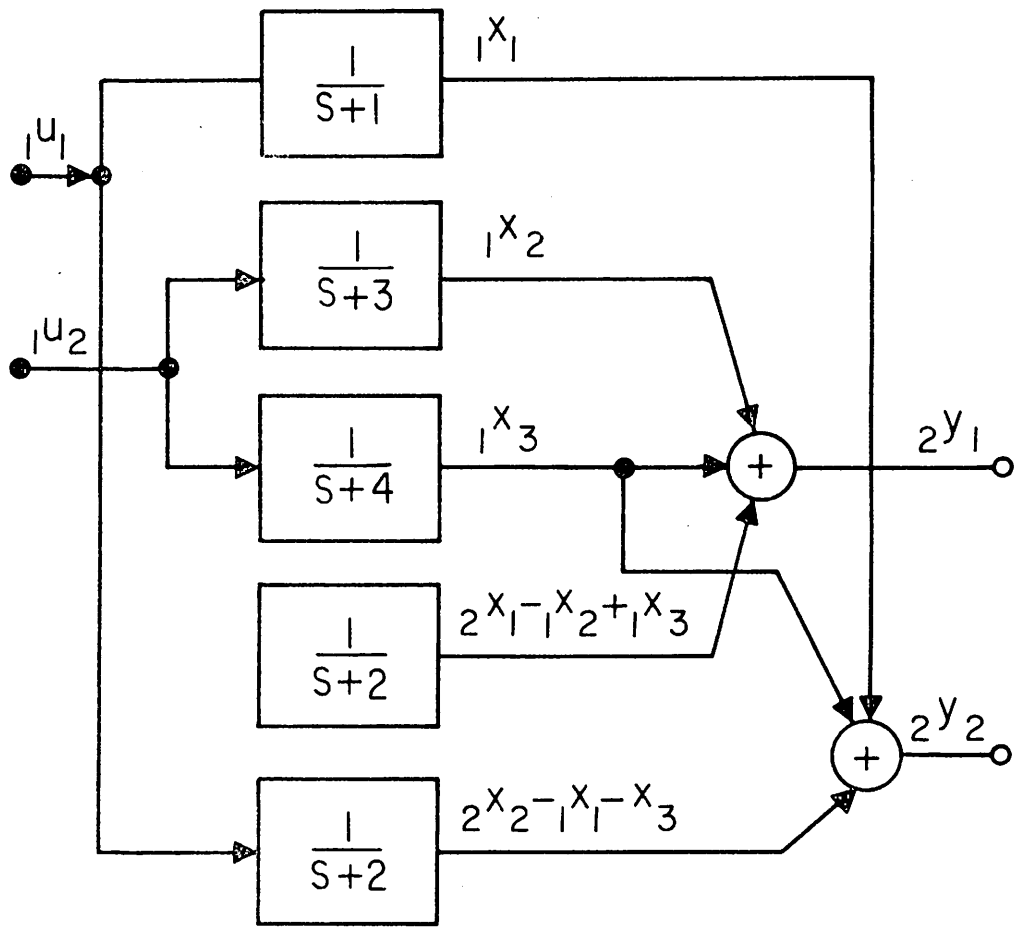 ₁x₁
1
S+1
₁u₁
₁x₂
1
S+3
₁u₂
₁x₃
1
S+4
+
₂y₁
₂x₁-₁x₂+₁x₃
1
S+2
₂y₂
+
₂x₂-₁x₁-x₃
1
S+2